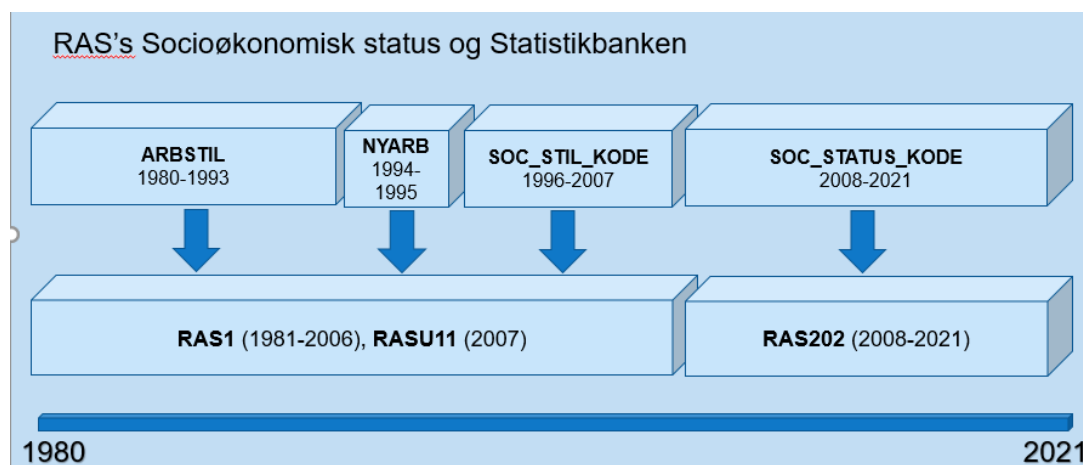 RAS's Socioøkonomisk status og Statistikbanken
ARBSTIL
1980-1993
NYARB
1994-
1995
SOC_STIL_KODE
1996-2007
SOC_STATUS_KODE
2008-2021
RAS1 (1981-2006), RASU11 (2007)
RAS202 (2008-2021)
1980
2021